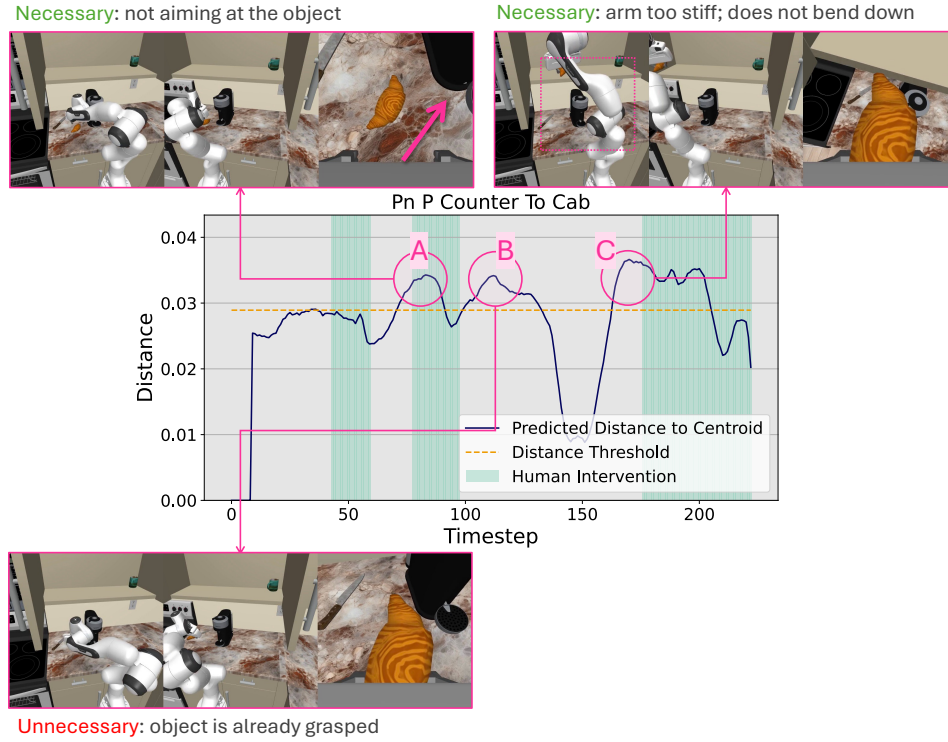 Necessary: not aiming at the object
Necessary: arm too stiff; does not bend down
Pn P Counter To Cab
A
B
C
0.04
0.03
0.02
0.01
0.00
Distance
Predicted Distance to Centroid
Distance Threshold
Human Intervention
0
50
100
150
200
Timestep
Unnecessary: object is already grasped